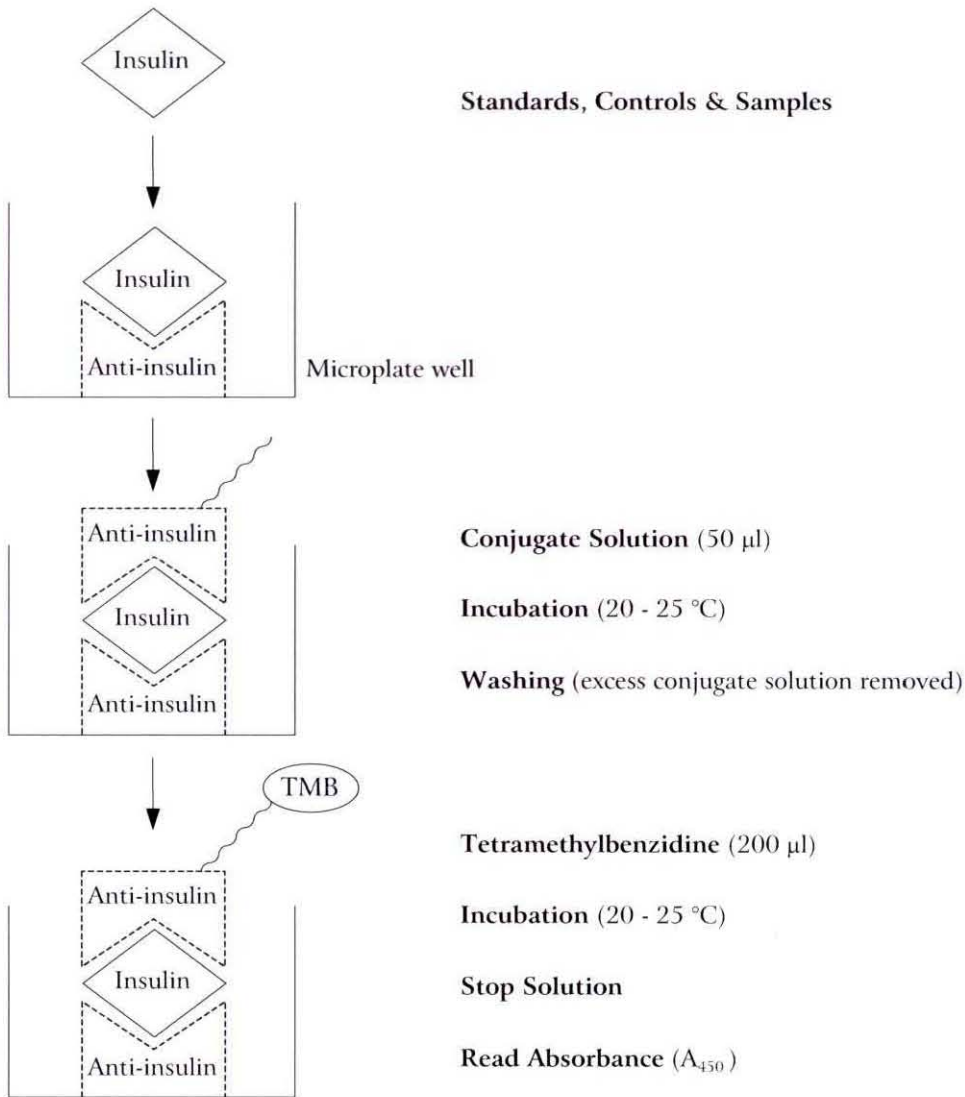 Insulin
Standards, Controls & Samples
Insulin
Anti-insulin
Microplate well
Anti-insulin
Conjugate Solution (50 µl)
Insulin
Incubation (20 - 25 °C)
Washing (excess conjugate solution removed)
Anti-insulin
TMB
Tetramethylbenzidine (200 µl)
Anti-insulin
Incubation (20 - 25 °C)
Insulin
Stop Solution
Read Absorbance (A₄₅₀)
Anti-insulin